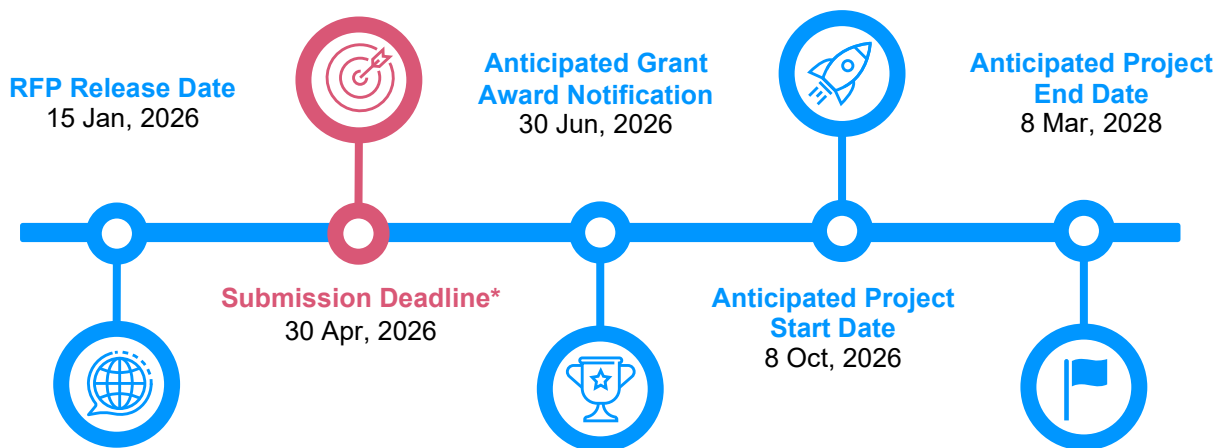 RFP Release Date
15 Jan, 2026
Submission Deadline*
30 Apr, 2026
Anticipated Grant
Award Notification
30 Jun, 2026
Anticipated Project
Start Date
8 Oct, 2026
Anticipated Project
End Date
8 Mar, 2028